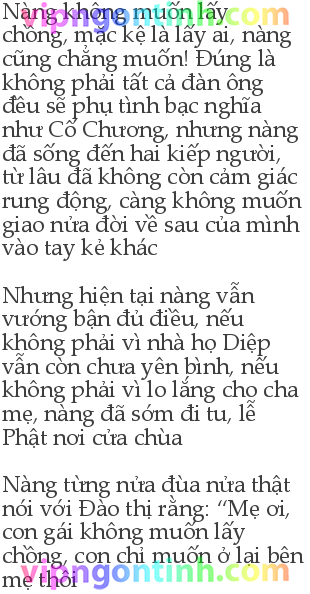 Nàng không muốn lấy
chồng, mặc kệ là lấy ai, nàng
cũng chẳng muốn! Đúng là
không phải tất cả đàn ông
đều sẽ phụ tình bạc nghĩa
như Cố Chương, nhưng nàng
đã sống đến hai kiếp người,
từ lâu đã không còn cảm giác
rung động, càng không muốn
giao nửa đời về sau của mình
vào tay kẻ khác
Nhưng hiện tại nàng vẫn
vướng bận đủ điều, nếu
không phải vì nhà họ Diệp
vẫn còn chưa yên bình, nếu
không phải vì lo lắng cho cha
mẹ, nàng đã sớm đi tu, lễ
Phật nơi cửa chùa
Nàng từng nửa đùa nửa thật
nói với Đào thị rằng: “Mẹ ơi,
con gái không muốn lấy
chồng, con chỉ muốn ở lại bên
mẹ thôi
vipngontinh.com
vipngontinh.com